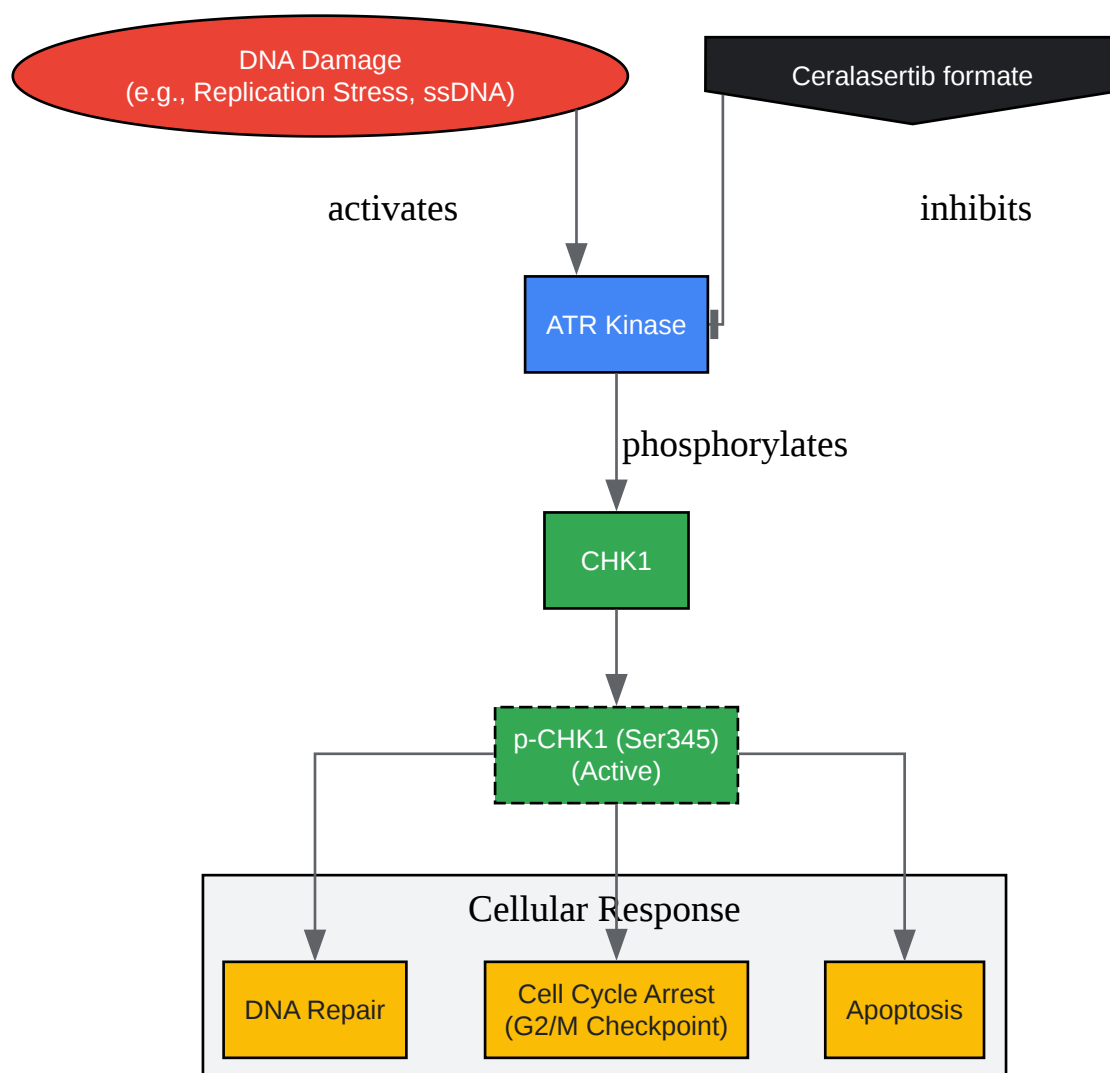 DNA Damage
(e.g., Replication Stress, ssDNA)
Ceralasertib formate
activates
inhibits
ATR Kinase
phosphorylates
CHK1
p-CHK1 (Ser345)
(Active)
Cellular Response
DNA Repair
Cell Cycle Arrest
(G2/M Checkpoint)
Apoptosis